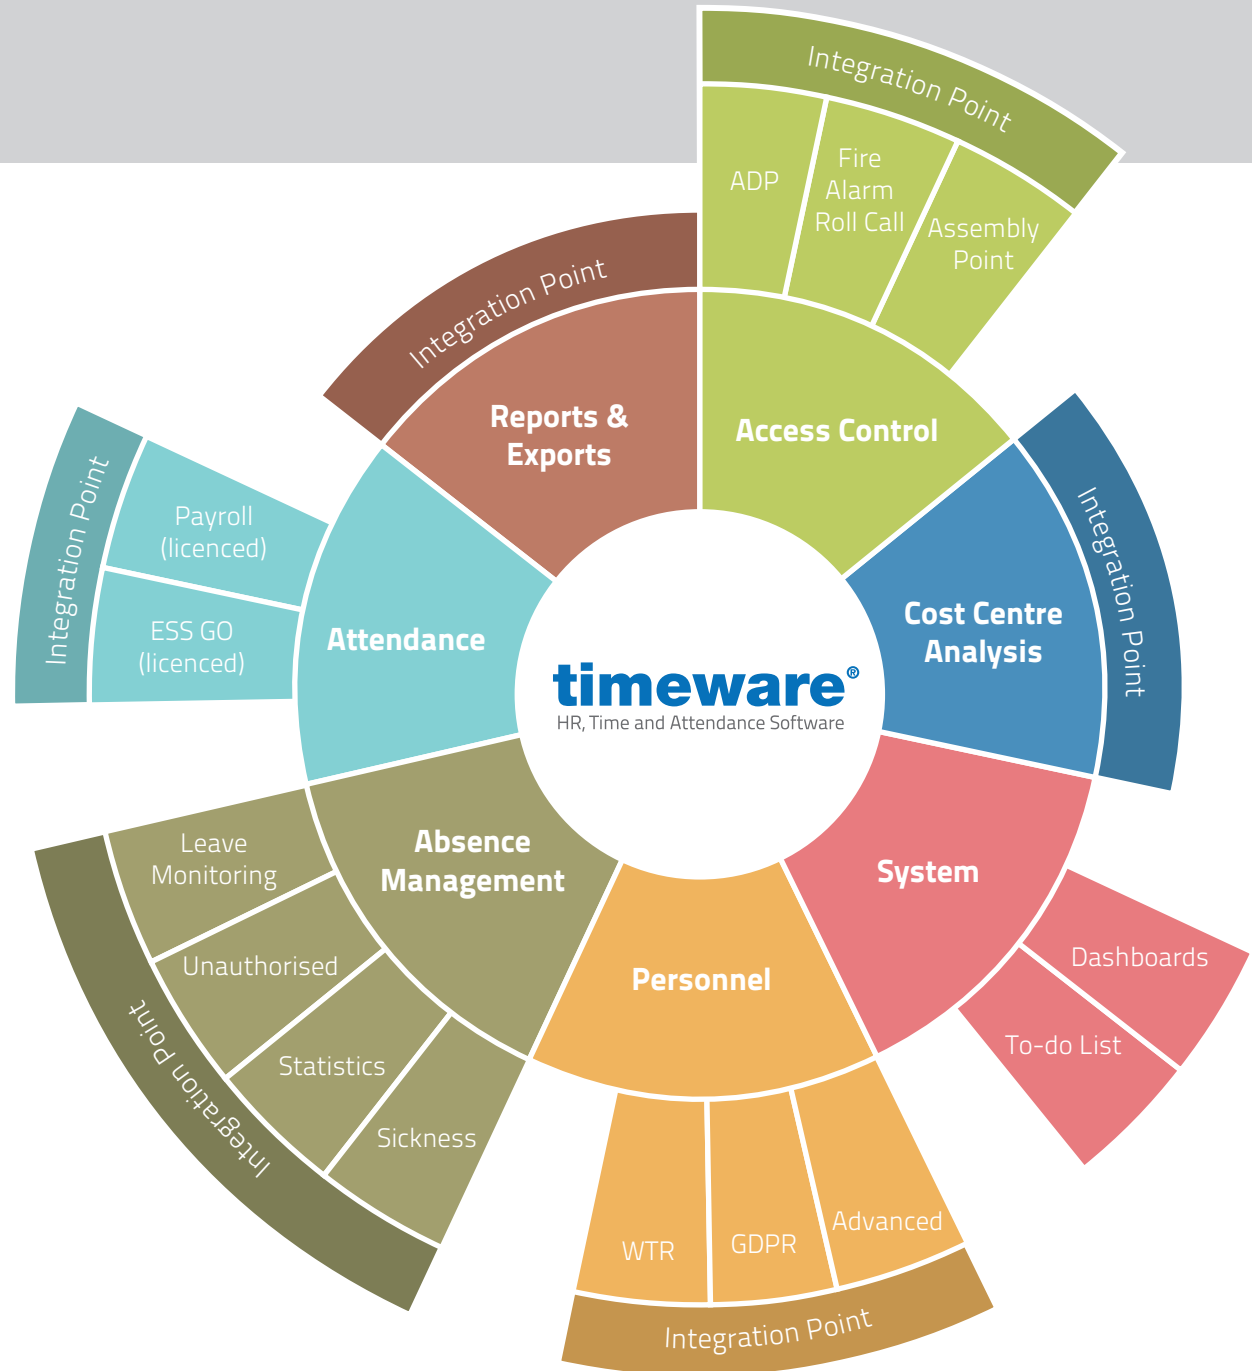 Integration Point
ADP
Fire
Alarm
Roll Call
Assembly
Point
Access Control
Integration Point
Reports &
Exports
Integration Point
Cost Centre
Analysis
Integration Point
Payroll
(licenced)
ESS GO
(licenced)
Attendance
timeware®
HR, Time and Attendance Software
System
Dashboards
To-do List
Absence
Management
Leave
Monitoring
Unauthorised
Statistics
Sickness
Integration Point
Personnel
WTR
GDPR
Advanced
Integration Point